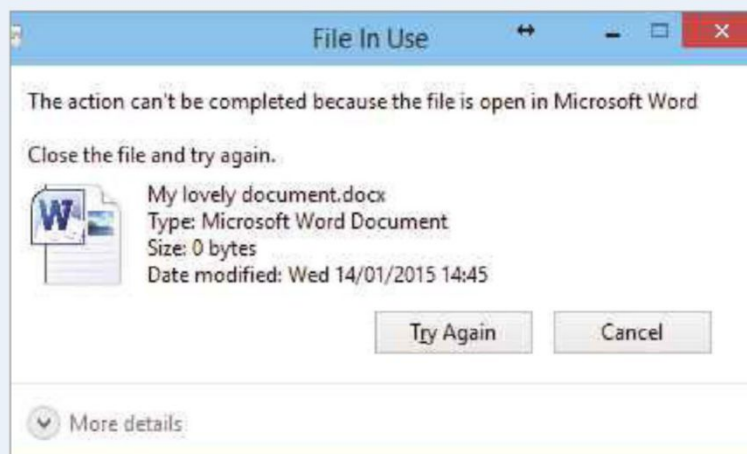 File In Use
The action can't be completed because the file is open in Microsoft Word
Close the file and try again.
W
My lovely document.docx
Type: Microsoft Word Document
Size: 0 bytes
Date modified: Wed 14/01/2015 14:45
Try Again Cancel
More details